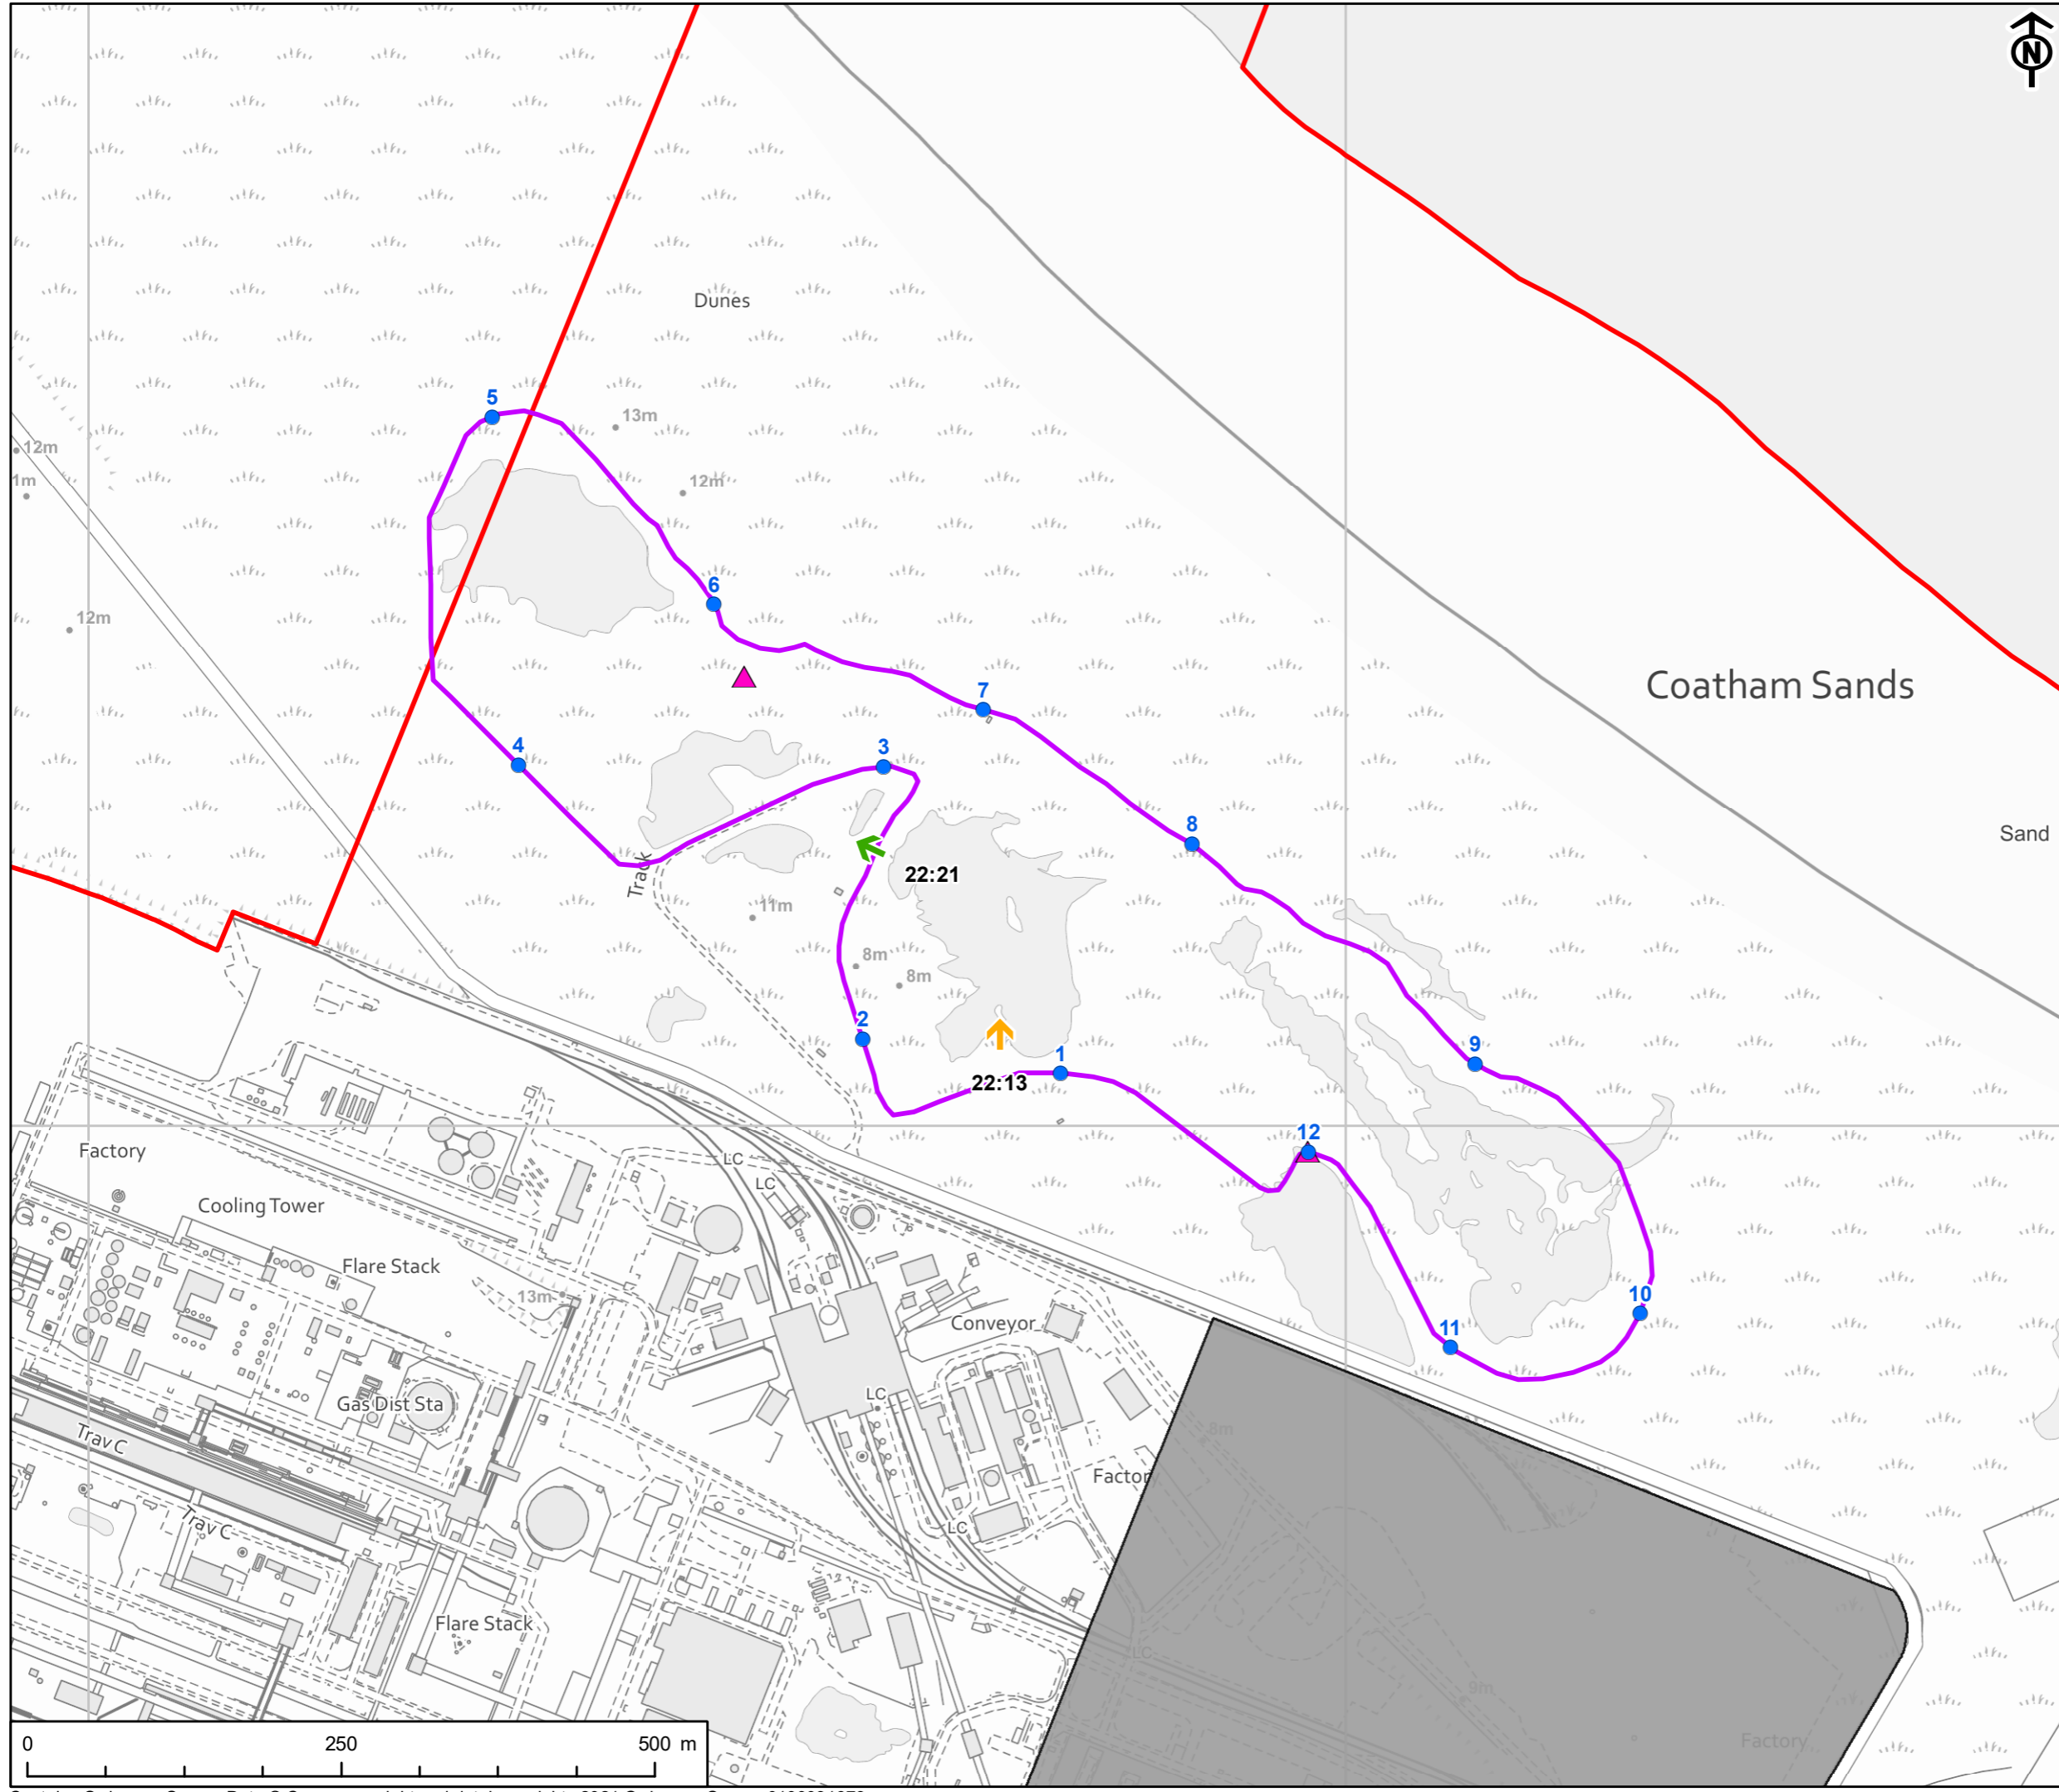 N
Dunes
5
13m
12m
1m
12m
6
12m
Coatham Sands
7
4
3
8
Sand
Track
22:21
11m
8m
8m
2
1
9
22:13
12
Factory
LC
LC
Cooling Tower
Flare Stack
13m
10
11
Conveyor
Gas Dist Sta
LC
Trav C
8m
Factor
Trav C
LC
Flare Stack
LC
9m
Factory
0 250 500 m